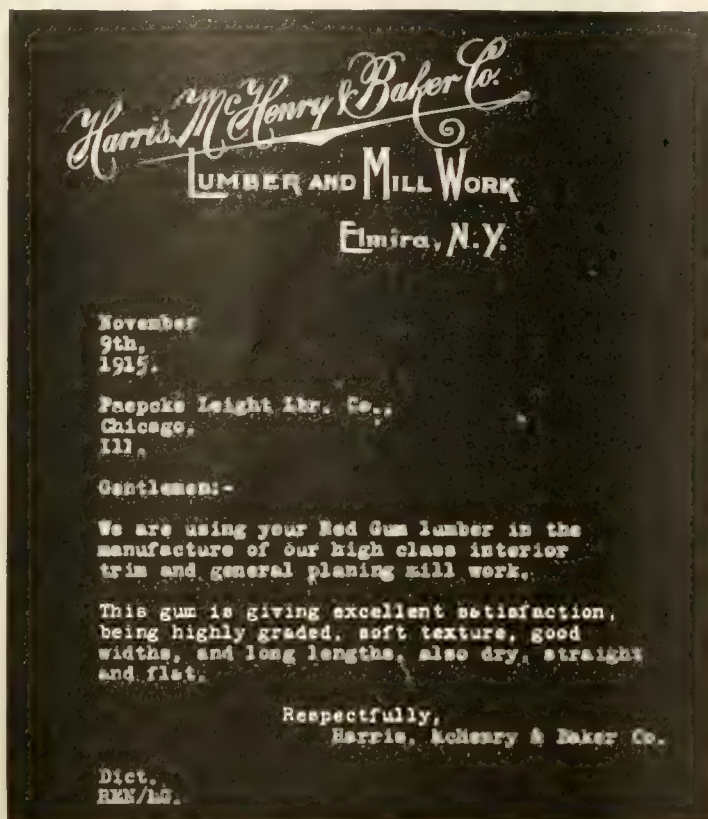 Harris, McHenry & Baker Co.
LUMBER AND MILL WORK
Elmira, N.Y.
November
9th,
1915.
Paepcke Leight Lbr. Co.,
Chicago,
Ill.
Gentlemen:-
We are using your Red Gum lumber in the
manufacture of our high class interior
trim and general planing mill work.
This gum is giving excellent satisfaction,
being highly graded, soft texture, good
widths, and long lengths, also dry, straight
and flat.
Respectfully,
Harris, McHenry & Baker Co.
Dict.